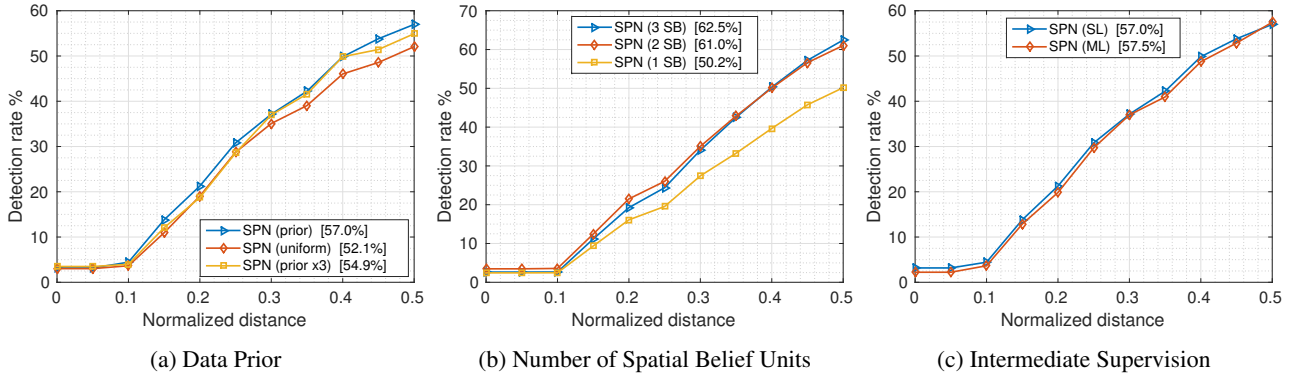 60
50
40
30
20
10
0
Detection rate %
SPN (prior) [57.0%]
SPN (uniform) [52.1%]
SPN (prior x3) [54.9%]
0 0.1 0.2 0.3 0.4 0.5
Normalized distance
(a) Data Prior
70
60
50
40
30
20
10
0
Detection rate %
SPN (3 SB) [62.5%]
SPN (2 SB) [61.0%]
SPN (1 SB) [50.2%]
0 0.1 0.2 0.3 0.4 0.5
Normalized distance
(b) Number of Spatial Belief Units
60
50
40
30
20
10
0
Detection rate %
SPN (SL) [57.0%]
SPN (ML) [57.5%]
0 0.1 0.2 0.3 0.4 0.5
Normalized distance
(c) Intermediate Supervision